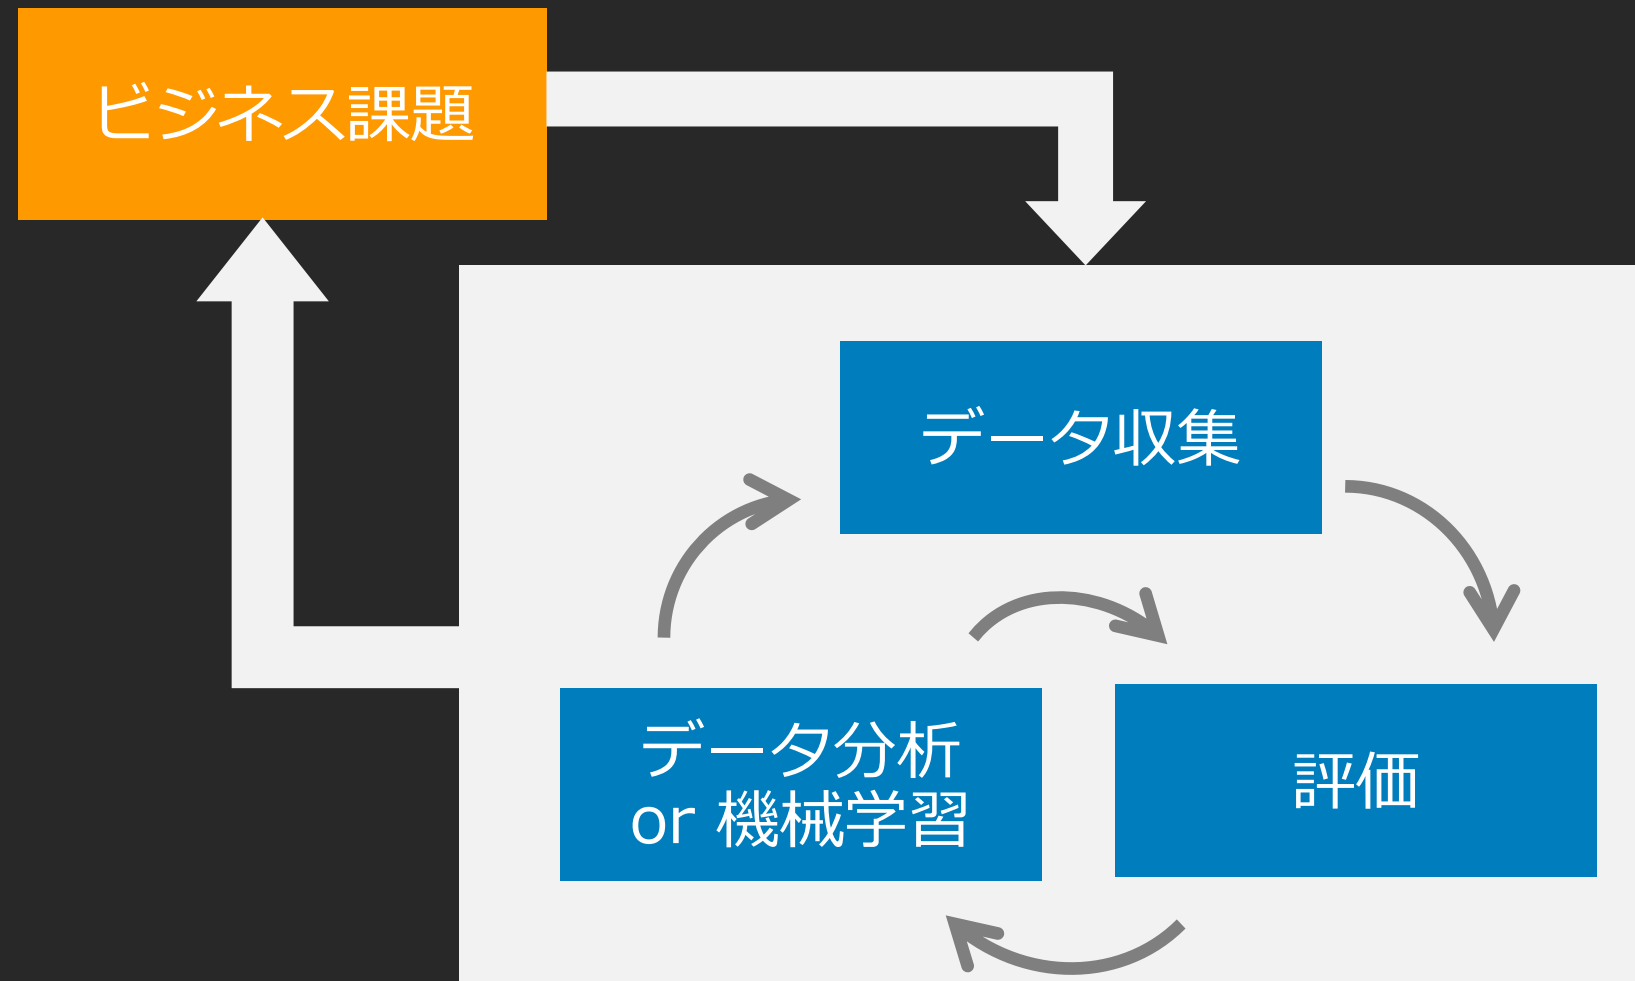 ビジネス課題
データ収集
データ分析
or 機械学習
評価